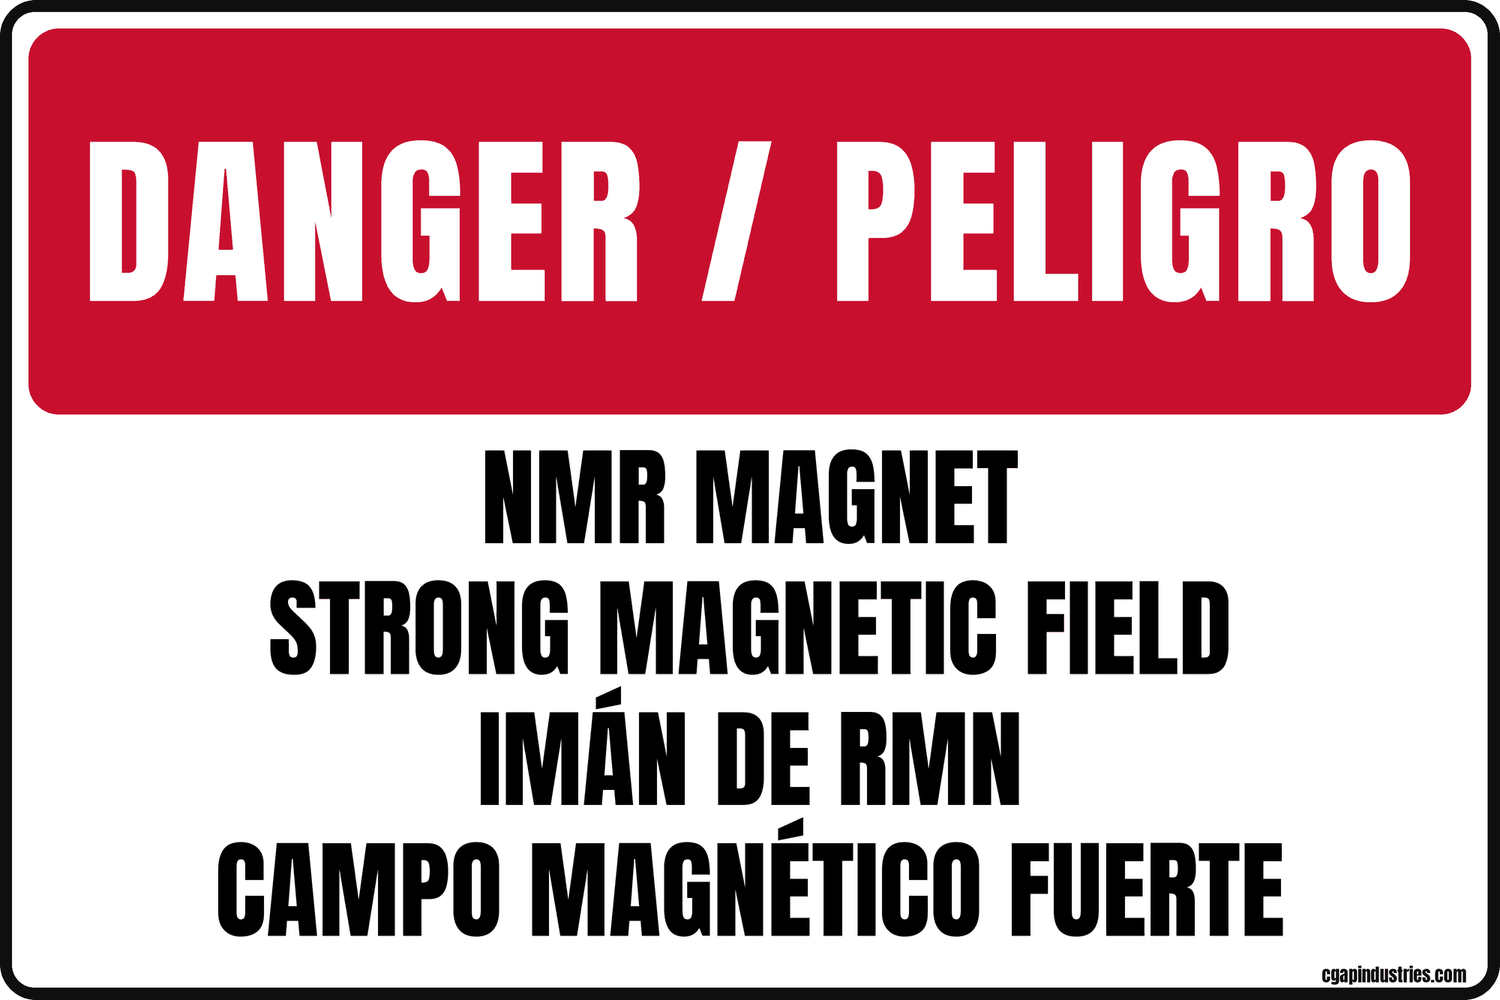 DANGER / PELIGRO
NMR MAGNET
STRONG MAGNETIC FIELD
IMÁN DE RMN
CAMPO MAGNÉTICO FUERTE
cgapindustries.com